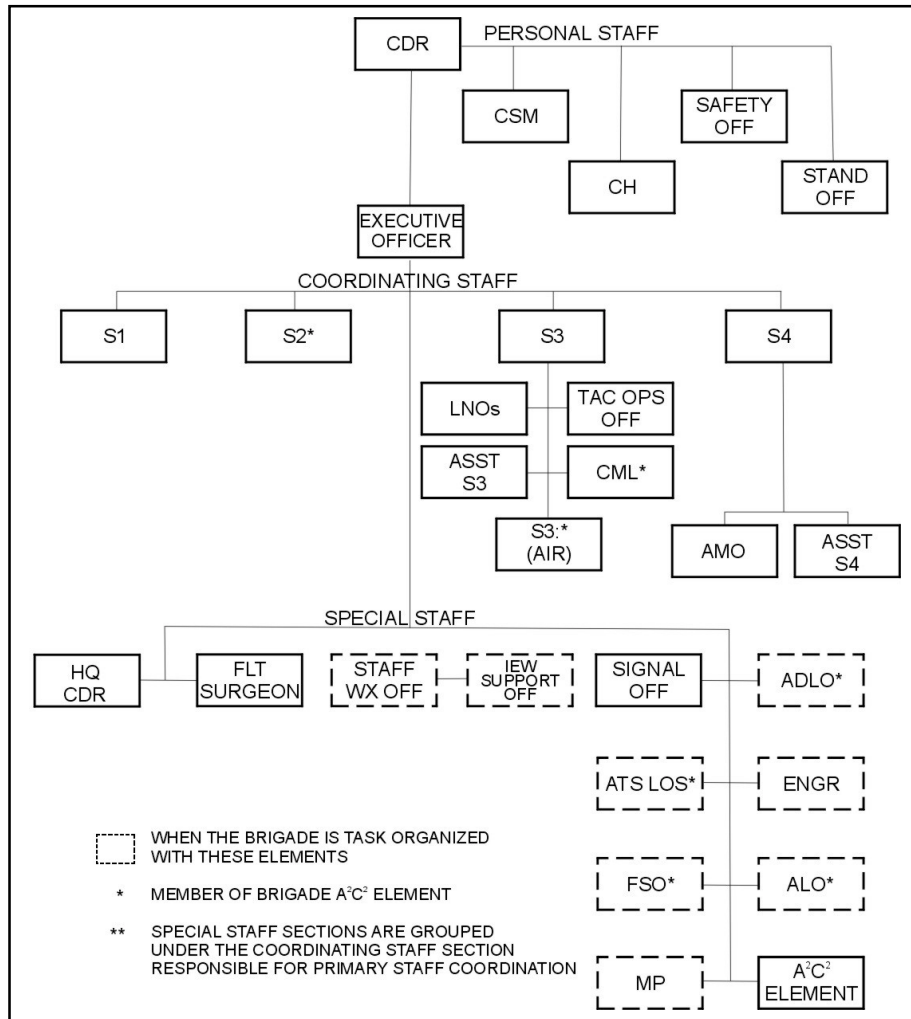 CDR
PERSONAL STAFF
CSM
SAFETY
OFF
CH
STAND
OFF
EXECUTIVE
OFFICER
COORDINATING STAFF
S1
S2*
S3
S4
LNOs
TAC OPS
OFF
ASST
S3
CML*
S3:*
(AIR)
AMO
ASST
S4
SPECIAL STAFF
HQ
CDR
FLT
SURGEON
STAFF
WX OFF
IEW
SUPPORT
OFF
SIGNAL
OFF
ADLO*
ATS LOS*
ENGR
FSO*
ALO*
MP
A²C²
ELEMENT
WHEN THE BRIGADE IS TASK ORGANIZED
WITH THESE ELEMENTS
* MEMBER OF BRIGADE A²C² ELEMENT
** SPECIAL STAFF SECTIONS ARE GROUPED
UNDER THE COORDINATING STAFF SECTION
RESPONSIBLE FOR PRIMARY STAFF COORDINATION